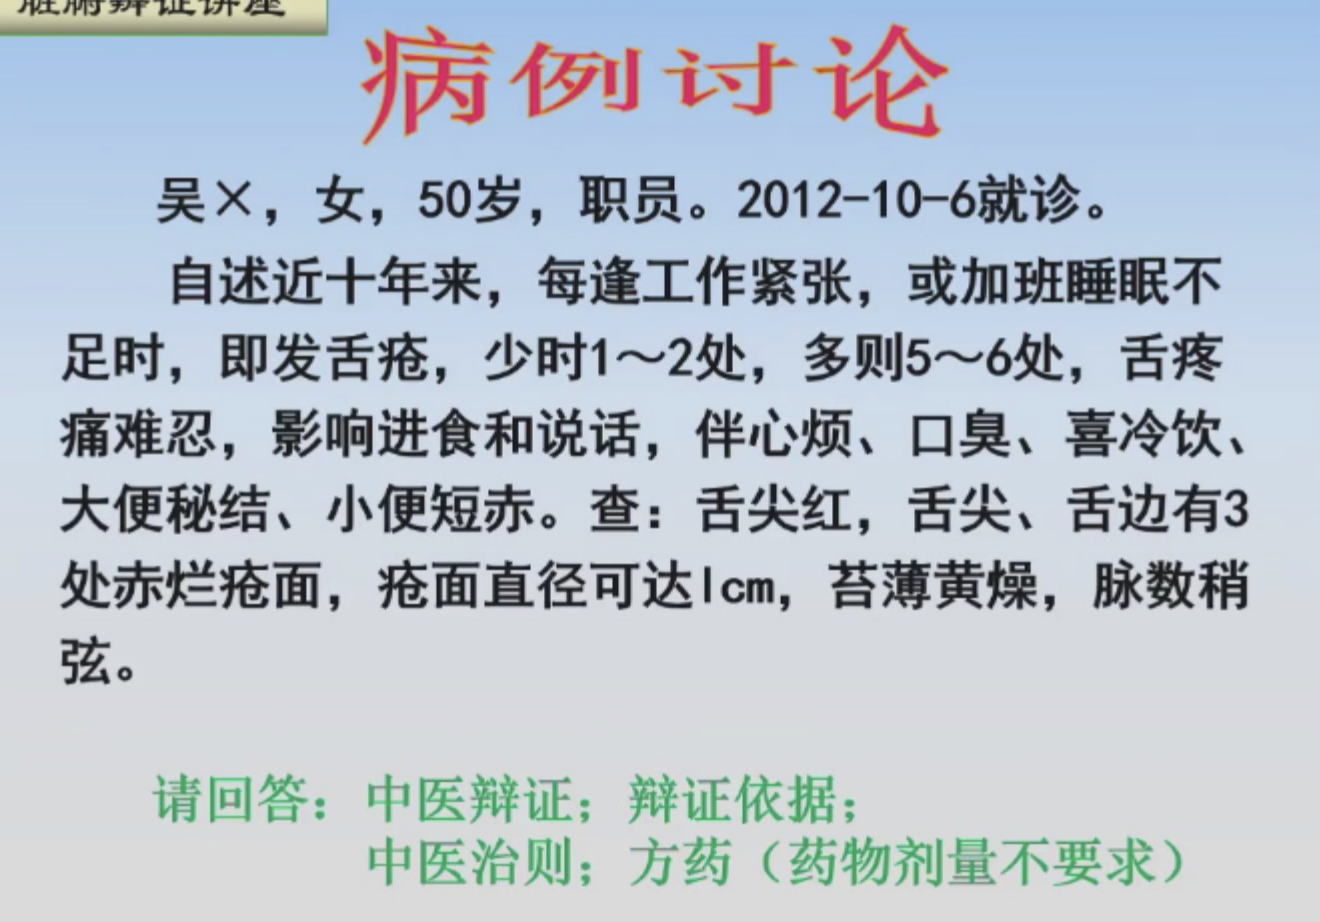 脏腑辨证讲座
病例讨论
吴×，女，50岁，职员。2012-10-6就诊。
自述近十年来，每逢工作紧张，或加班睡眠不
足时，即发舌疮，少时1～2处，多则5～6处，舌疼
痛难忍，影响进食和说话，伴心烦、口臭、喜冷饮、
大便秘结、小便短赤。查：舌尖红，舌尖、舌边有3
处赤烂疮面，疮面直径可达1cm，苔薄黄燥，脉数稍
弦。
请回答：中医辩证；辩证依据；
中医治则；方药（药物剂量不要求）